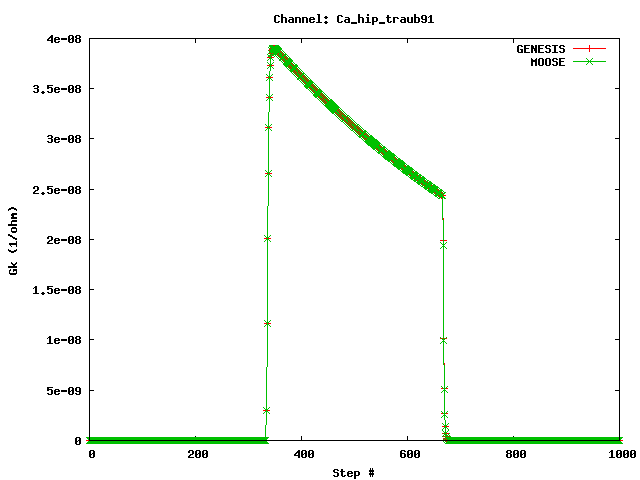 Channel: Ca_hip_traub91
GENESIS
MOOSE
4e-08
3.5e-08
3e-08
2.5e-08
2e-08
1.5e-08
1e-08
5e-09
0
Gk (1/ohm)
0 200 400 600 800 1000
Step #